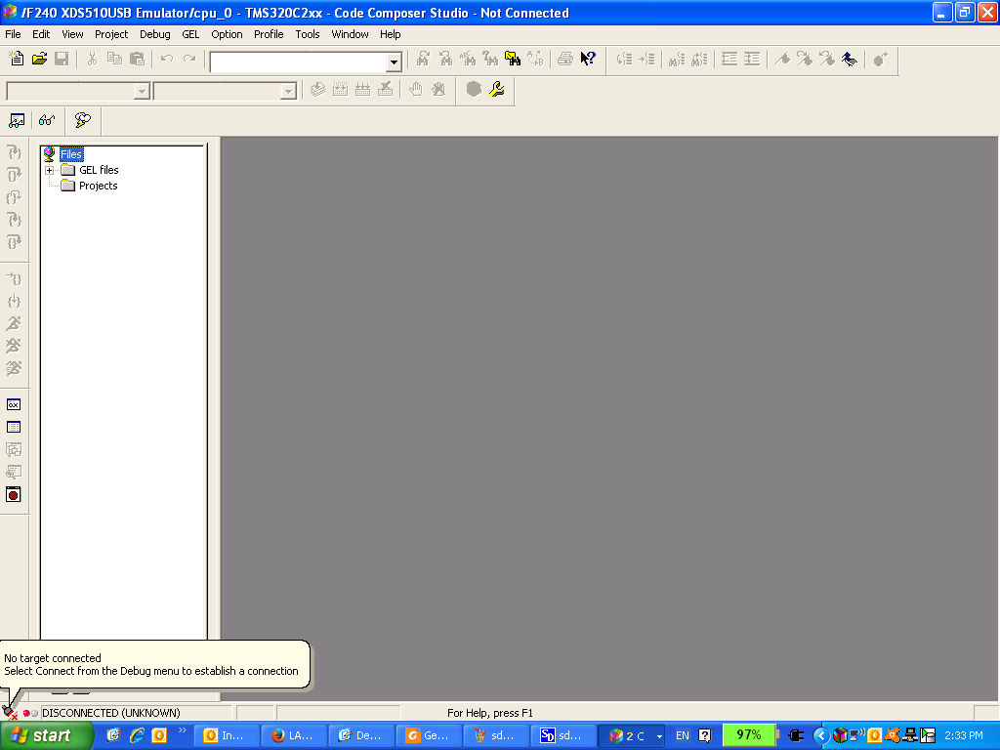 /F240 XDS510USB Emulator/cpu_0 - TMS320C2xx - Code Composer Studio - Not Connected
File Edit View Project Debug GEL Option Profile Tools Window Help
Files
GEL files
Projects
No target connected
Select Connect from the Debug menu to establish a connection
DISCONNECTED (UNKNOWN)
For Help, press F1
start
In...
LA...
De...
Ge...
sd...
SD
sd...
2 C
EN
97%
2:33 PM